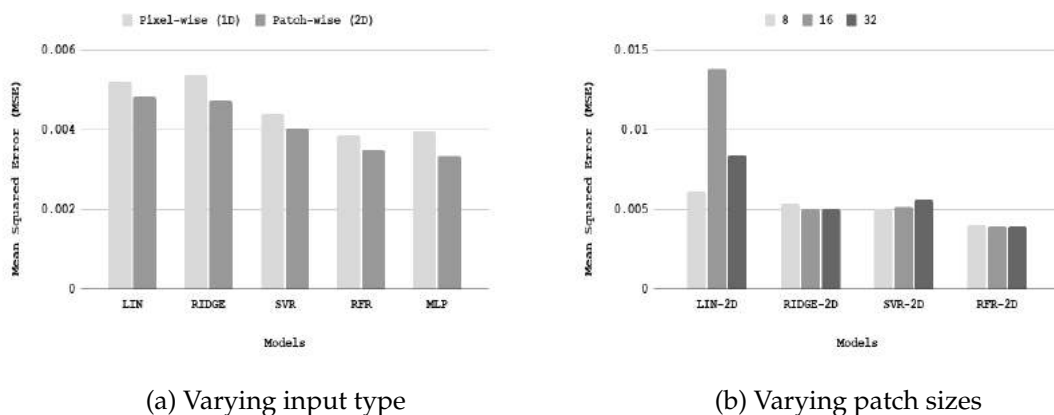 Pixel-wise (1D) Patch-wise (2D)
0.006
0.004
0.002
0
Mean Squared Error (MSE)
LIN RIDGE SVR RFR MLP
Models
(a) Varying input type
8 16 32
0.015
0.01
0.005
0
Mean Squared Error (MSE)
LIN-2D RIDGE-2D SVR-2D RFR-2D
Models
(b) Varying patch sizes